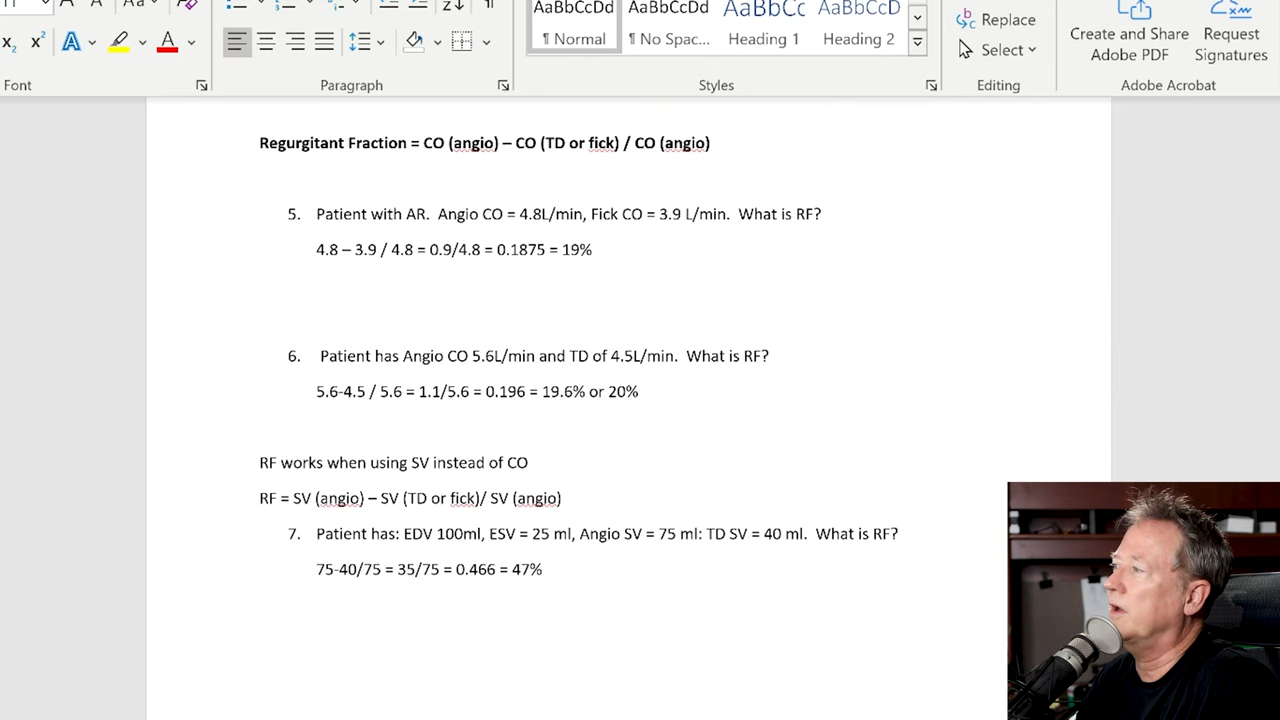 Aa
Replace
Select
x₂ x² A A
AaBbCcDd AaBbCcDd AaBbCc AaBbCcD
¶ Normal ¶ No Spac... Heading 1 Heading 2
Create and Share
Adobe PDF
Request
Signatures
Font Paragraph Styles Editing Adobe Acrobat
Regurgitant Fraction = CO (angio) – CO (TD or fick) / CO (angio)
5. Patient with AR. Angio CO = 4.8L/min, Fick CO = 3.9 L/min. What is RF?
4.8 – 3.9 / 4.8 = 0.9/4.8 = 0.1875 = 19%
6. Patient has Angio CO 5.6L/min and TD of 4.5L/min. What is RF?
5.6-4.5 / 5.6 = 1.1/5.6 = 0.196 = 19.6% or 20%
RF works when using SV instead of CO
RF = SV (angio) – SV (TD or fick)/ SV (angio)
7. Patient has: EDV 100ml, ESV = 25 ml, Angio SV = 75 ml: TD SV = 40 ml. What is RF?
75-40/75 = 35/75 = 0.466 = 47%